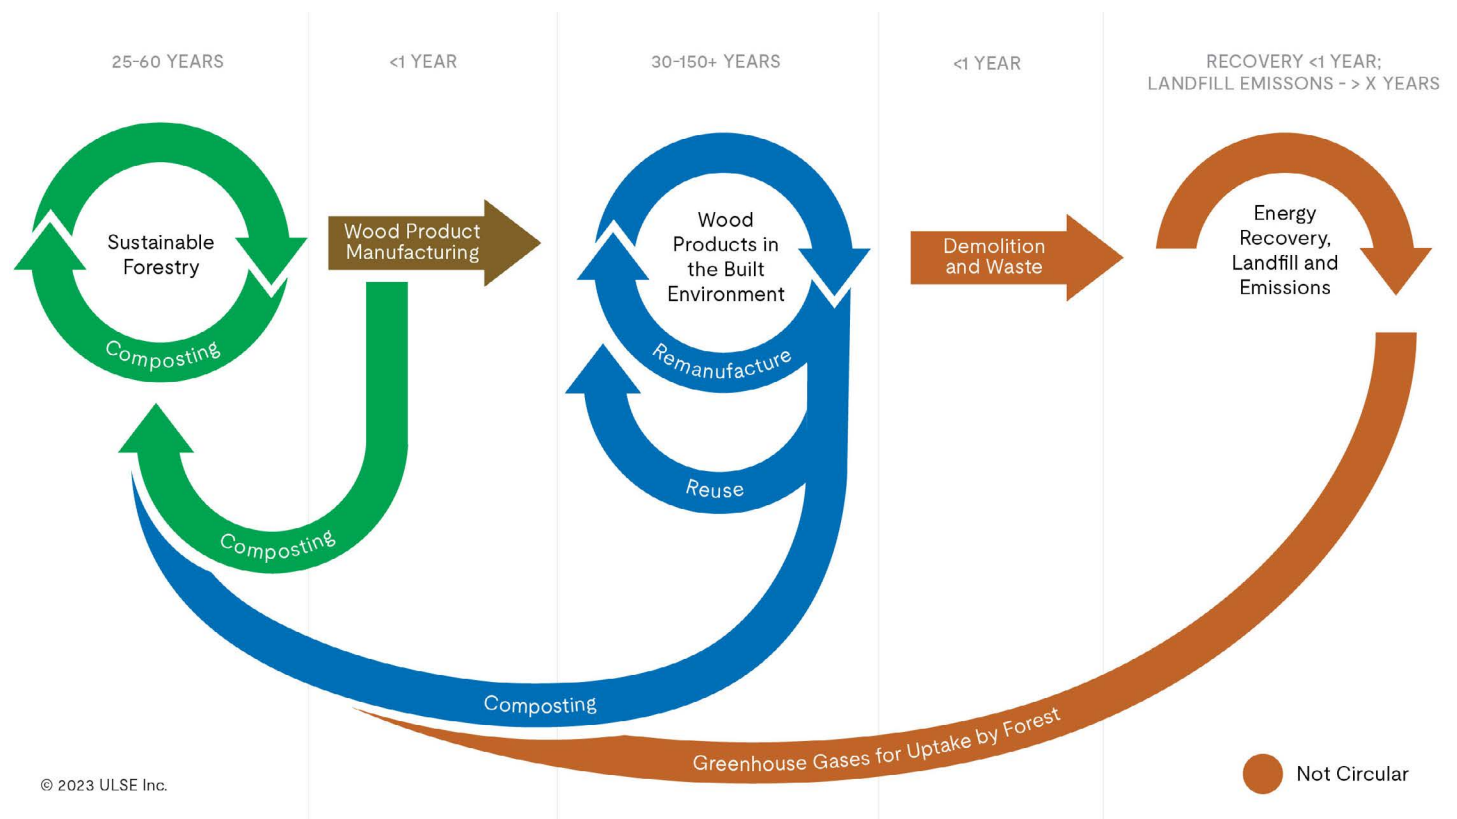 25-60 YEARS
<1 YEAR
30-150+ YEARS
<1 YEAR
RECOVERY <1 YEAR;
LANDFILL EMISSONS - > X YEARS
Sustainable
Forestry
Composting
Wood Product
Manufacturing
Composting
Wood
Products in
the Built
Environment
Remanufacture
Reuse
Composting
Demolition
and Waste
Energy
Recovery,
Landfill and
Emissions
Greenhouse Gases for Uptake by Forest
Not Circular
© 2023 ULSE Inc.